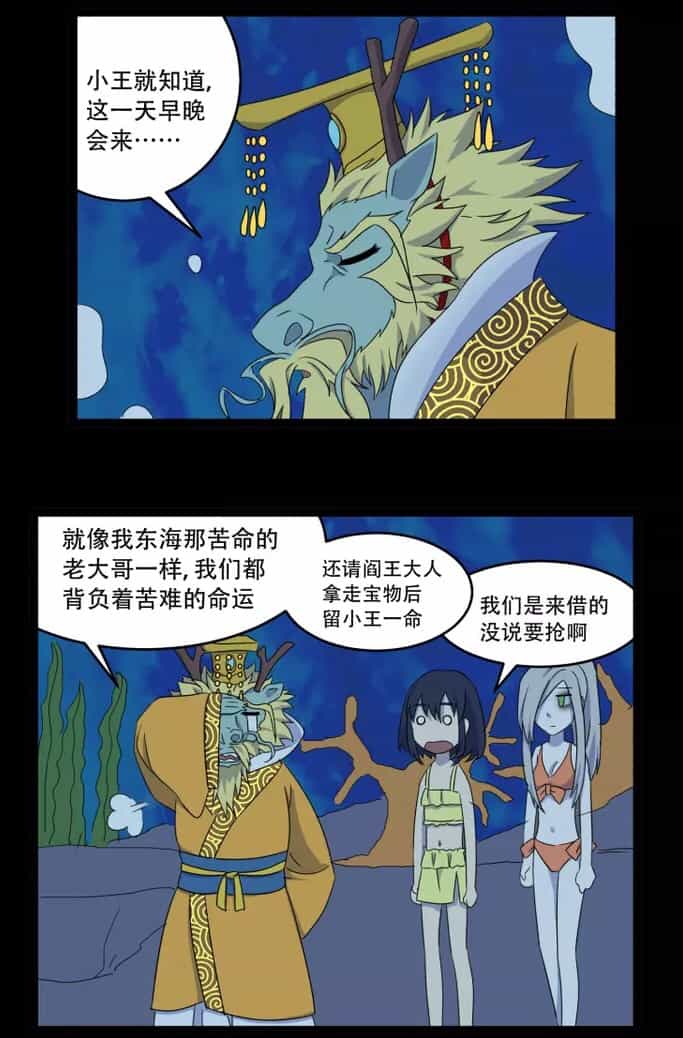 小王就知道,
这一天早晚
会来……
就像我东海那苦命的
老大哥一样,我们都
背负着苦难的命运
还请阎王大人
拿走宝物后
留小王一命
我们是来借的
没说要抢啊